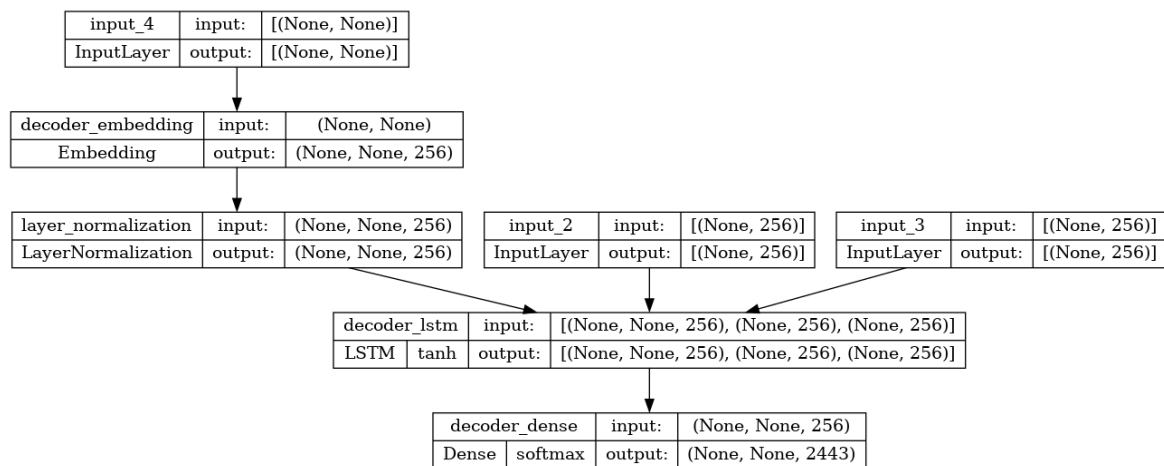 input_4 input: [(None, None)]
InputLayer output: [(None, None)]
decoder_embedding input: (None, None)
Embedding output: (None, None, 256)
layer_normalization input: (None, None, 256)
LayerNormalization output: (None, None, 256)
input_2 input: [(None, 256)]
InputLayer output: [(None, 256)]
input_3 input: [(None, 256)]
InputLayer output: [(None, 256)]
decoder_lstm input: [(None, None, 256), (None, 256), (None, 256)]
LSTM tanh output: [(None, None, 256), (None, 256), (None, 256)]
decoder_dense input: (None, None, 256)
Dense softmax output: (None, None, 2443)